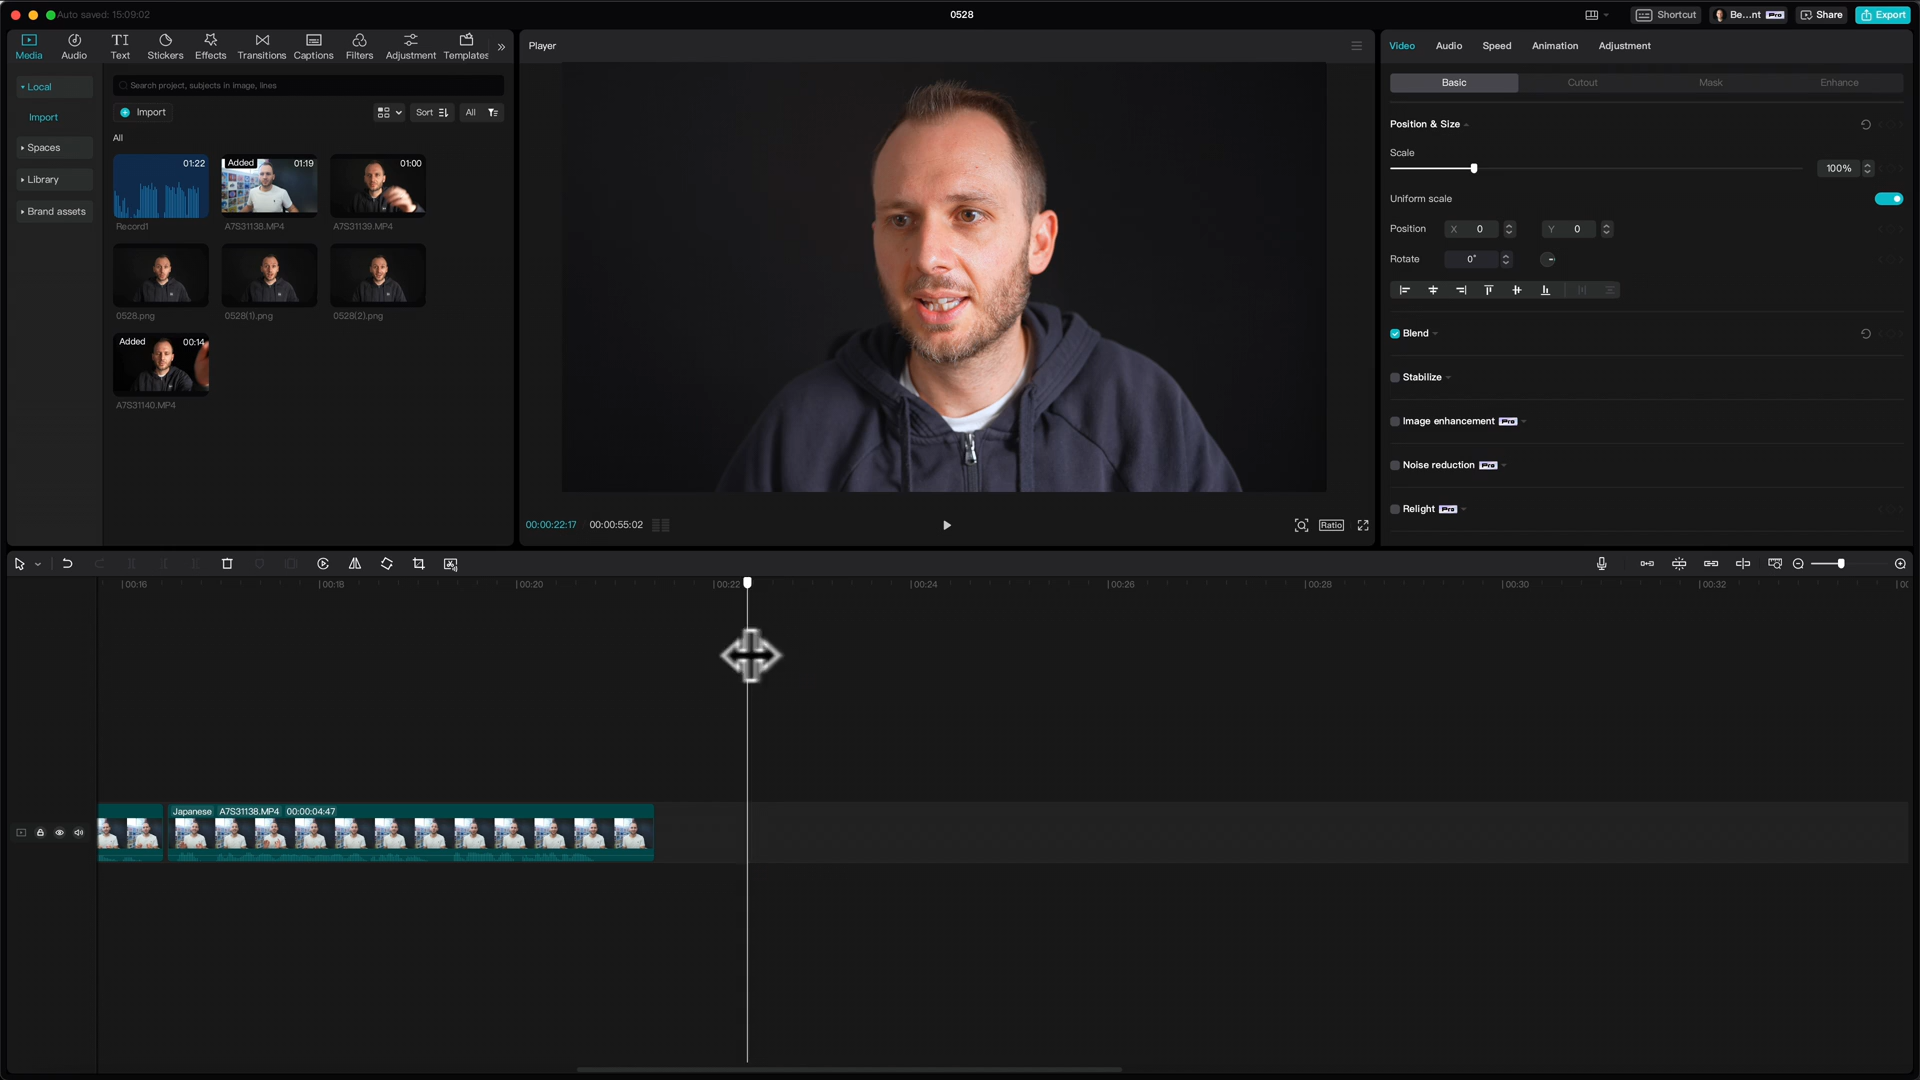 Auto saved: 15:09:02
0528
Shortcut
Be...nt Pro
Share
Export
Media
Audio
Text
Stickers
Effects
Transitions
Captions
Filters
Adjustment
Templates
Player
Video
Audio
Speed
Animation
Adjustment
Local
Import
Spaces
Library
Brand assets
Search project, subjects in image, lines
Import
Sort
All
All
01:22
Record1
Added 01:19
A7S31138.MP4
01:00
A7S31139.MP4
0528.png
0528(1).png
0528(2).png
Added 00:14
A7S31140.MP4
00:00:22:17
00:00:55:02
Ratio
Basic
Cutout
Mask
Enhance
Position & Size
Scale
100%
Uniform scale
Position X 0 Y 0
Rotate 0°
Blend
Stabilize
Image enhancement Pro
Noise reduction Pro
Relight Pro
00:16
00:18
00:20
00:22
00:24
00:26
00:28
00:30
00:32
Japanese A7S31138.MP4 00:00:04:47